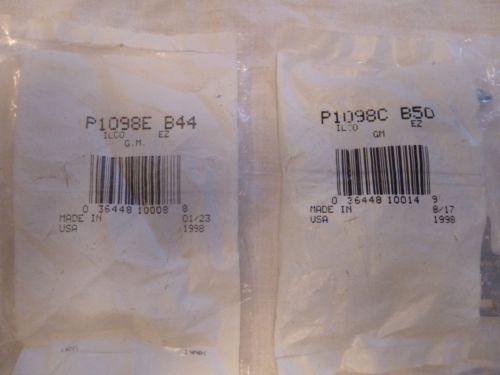 P1098E B44
ILCO EZ
G.M.
0 36448 10008 8
MADE IN 01/23
USA 1998
P1098C B50
ILCO EZ
GM
0 36448 10014 9
MADE IN 8/17
USA 1998